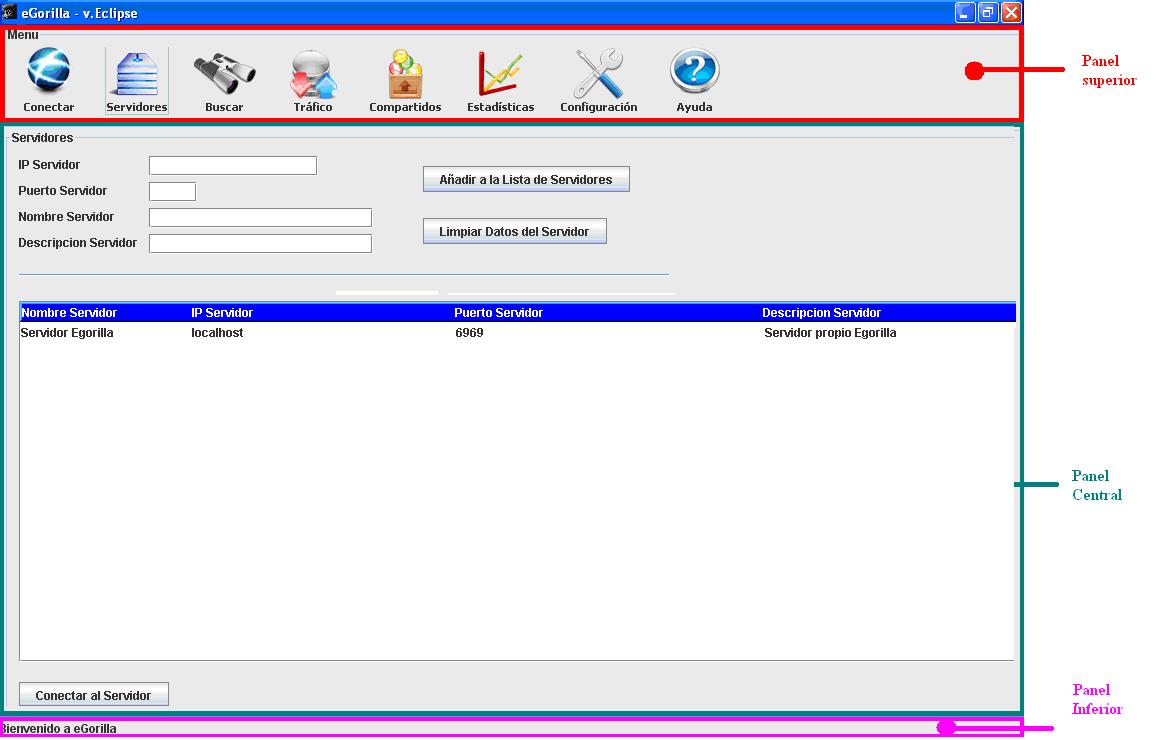 eGorilla - v.Eclipse
Menu
Conectar Servidores Buscar Tráfico Compartidos Estadísticas Configuración Ayuda
Panel
superior
Servidores
IP Servidor
Puerto Servidor
Nombre Servidor
Descripcion Servidor
Añadir a la Lista de Servidores
Limpiar Datos del Servidor
Nombre Servidor IP Servidor Puerto Servidor Descripcion Servidor
Servidor Egorilla localhost 6969 Servidor propio Egorilla
Panel
Central
Conectar al Servidor
Panel
Inferior
Bienvenido a eGorilla